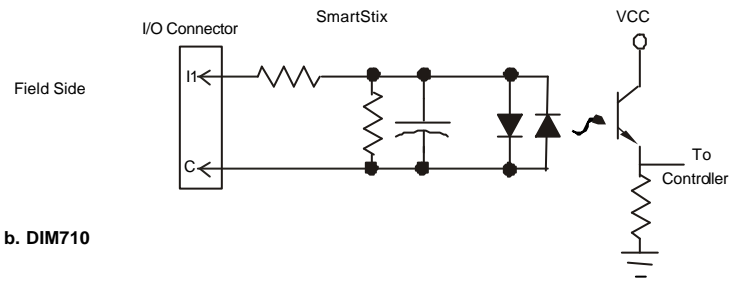 SmartStix
VCC
I/O Connector
I1
Field Side
To
C
Controller
b. DIM710